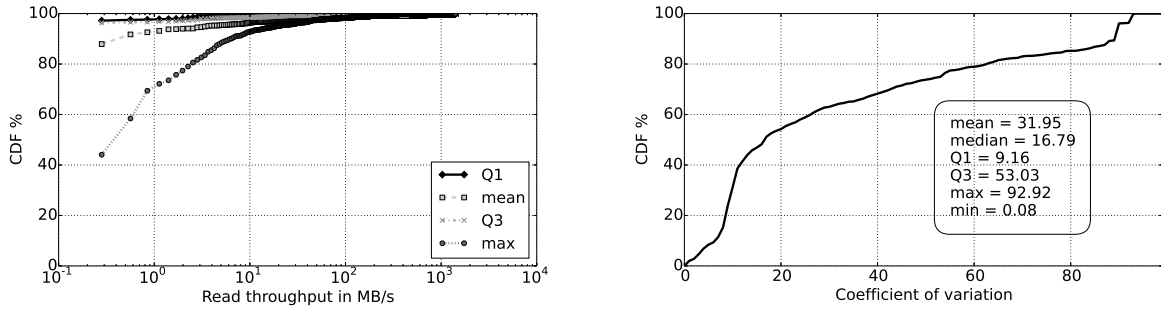 100
80
60
40
20
0
CDF %
10^-1
10^0
10^1
10^2
10^3
10^4
Read throughput in MB/s
Q1
mean
Q3
max
100
80
60
40
20
0
CDF %
0
20
40
60
80
Coefficient of variation
mean = 31.95
median = 16.79
Q1 = 9.16
Q3 = 53.03
max = 92.92
min = 0.08